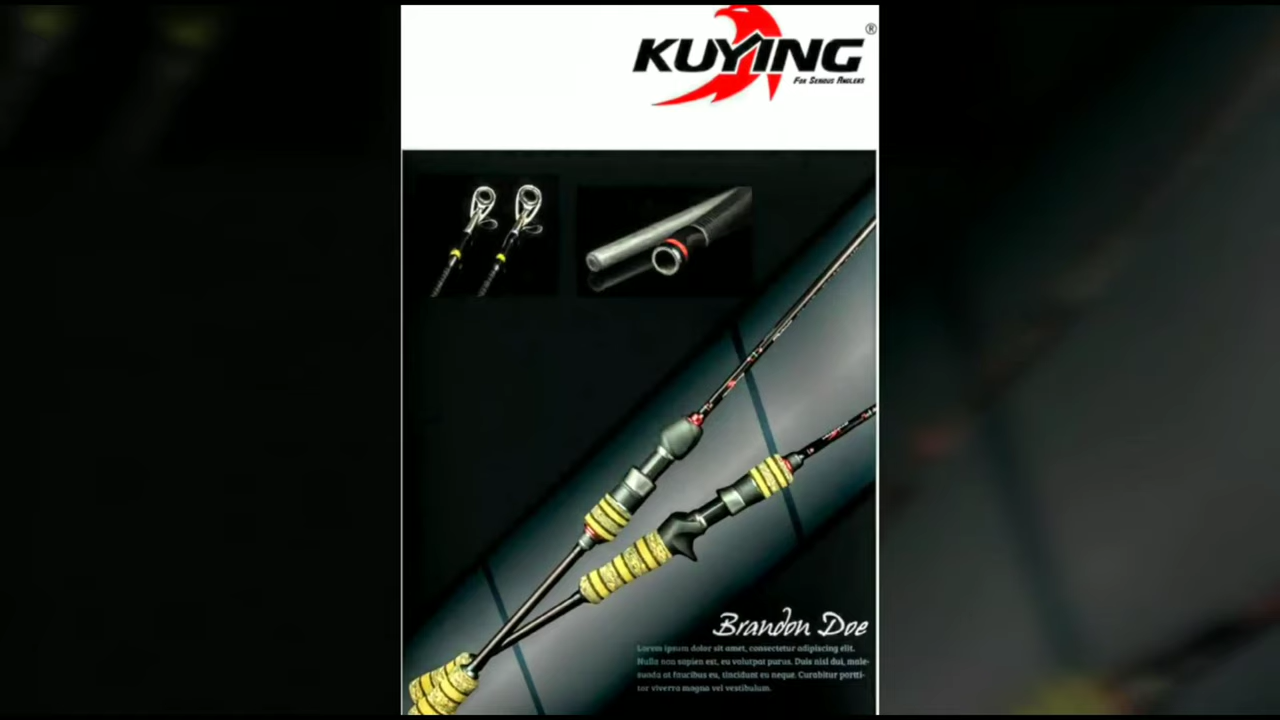 KUYING ®
For Serious Anglers
Brandon Doe
Lorem ipsum dolor sit amet, consectetur adipiscing elit.
Nulla non sapien est, eu volutpat purus. Duis nisl dui, male-
suada at faucibus eu, tincidunt eu neque. Curabitur portti-
tor viverra magna vel vestibulum.